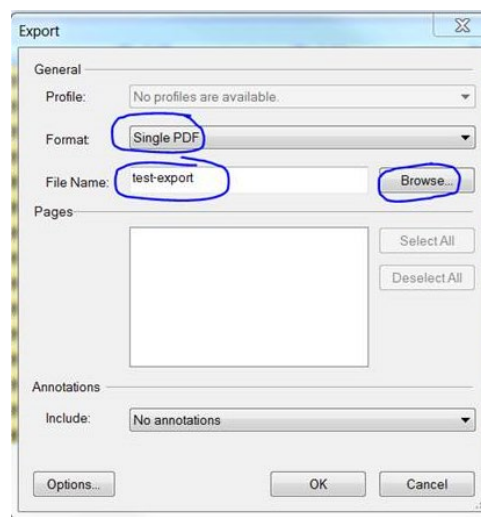 Export
General
Profile: No profiles are available.
Format: Single PDF
File Name: test-export Browse...
Pages
Select All
Deselect All
Annotations
Include: No annotations
Options... OK Cancel